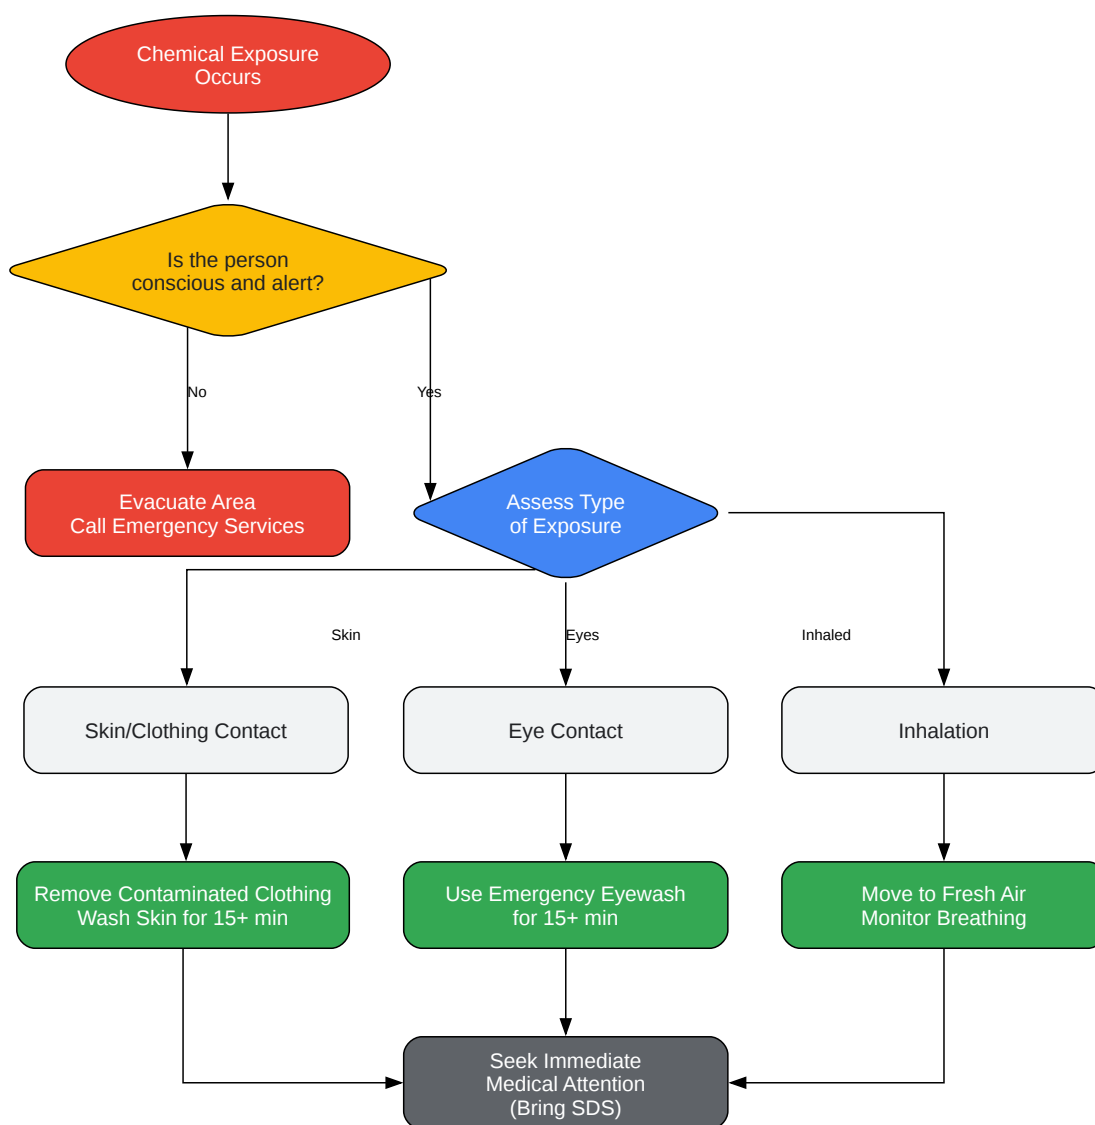 Chemical Exposure
Occurs
Is the person
conscious and alert?
No
Yes
Evacuate Area
Call Emergency Services
Assess Type
of Exposure
Skin
Eyes
Inhaled
Skin/Clothing Contact
Eye Contact
Inhalation
Remove Contaminated Clothing
Wash Skin for 15+ min
Use Emergency Eyewash
for 15+ min
Move to Fresh Air
Monitor Breathing
Seek Immediate
Medical Attention
(Bring SDS)